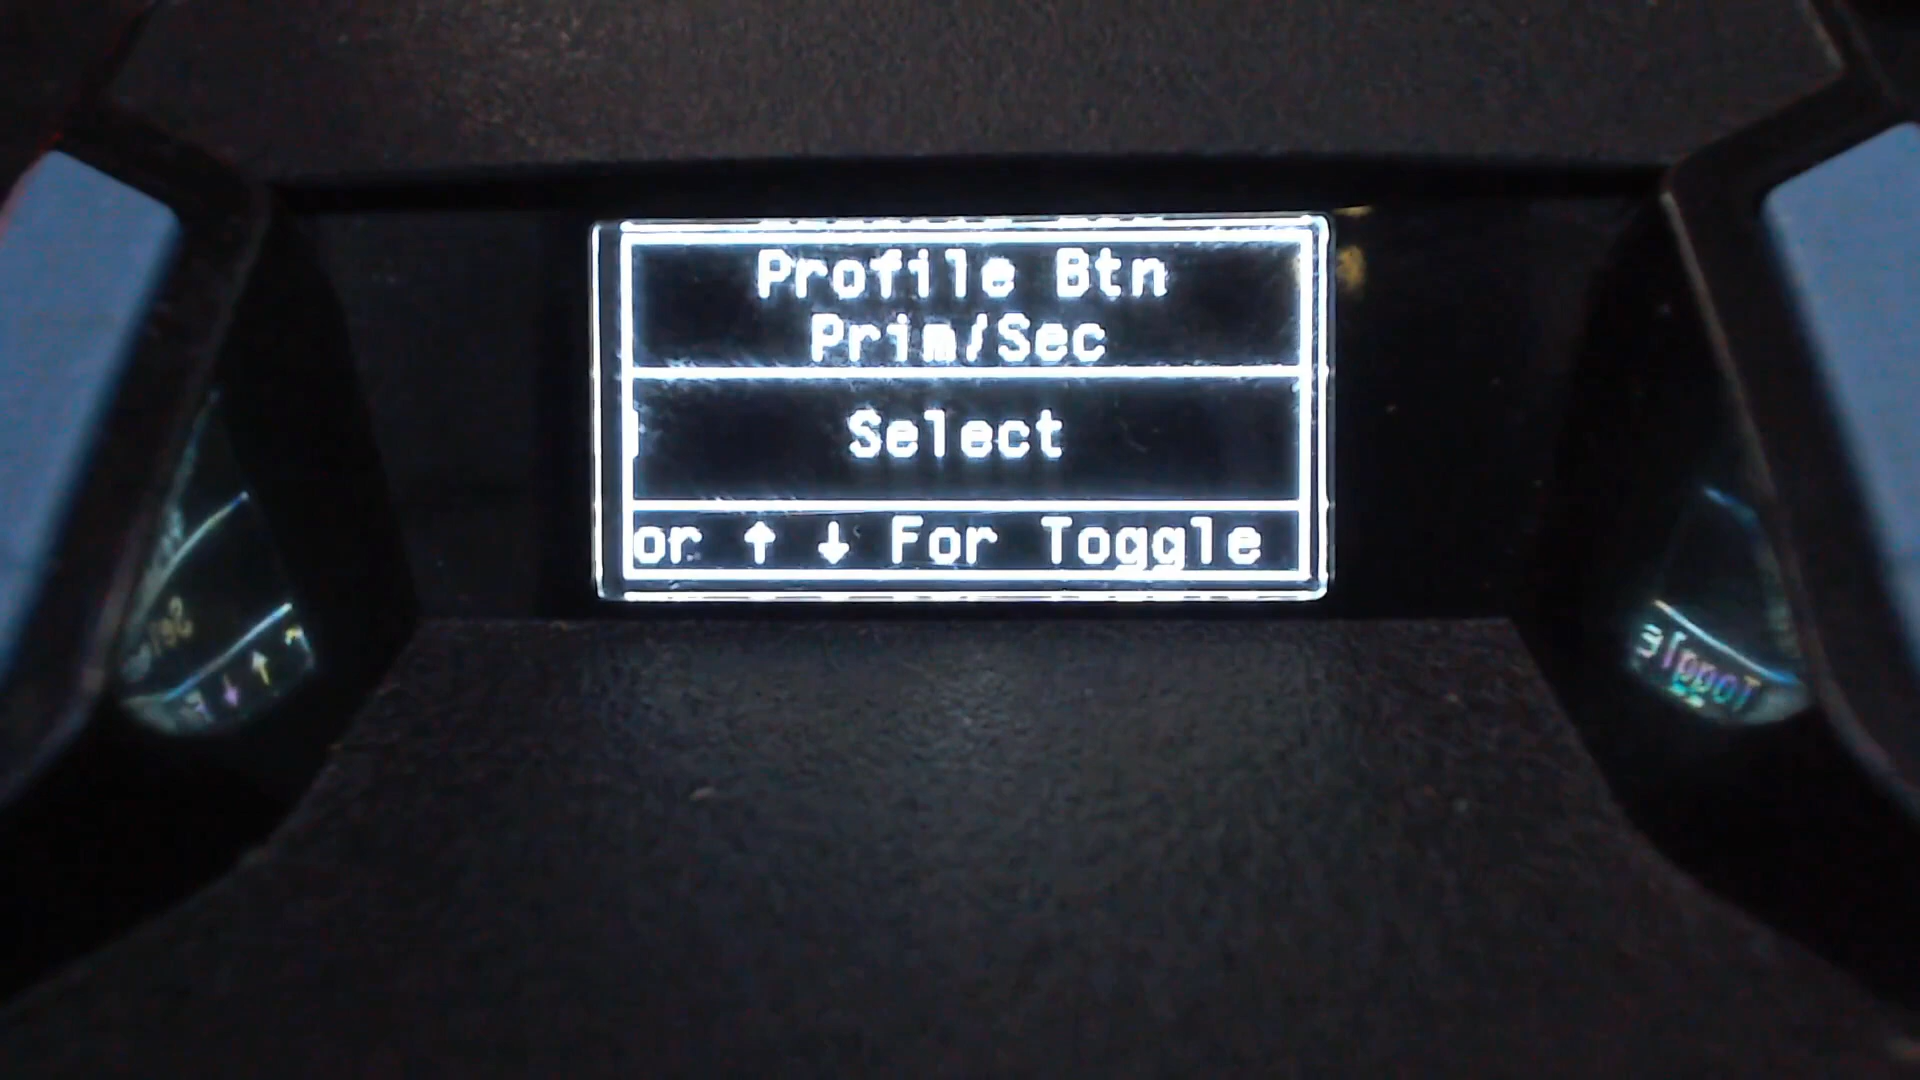 Profile Btn
Prim/Sec
Select
or ↑ ↓ For Toggle